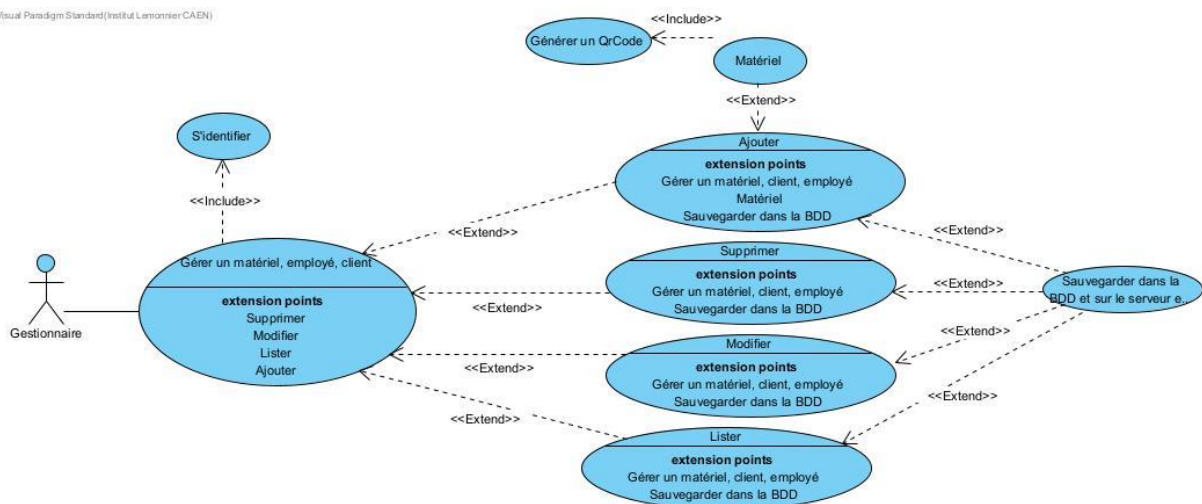 Visual Paradigm Standard(Institut Lemonnier CAEN)
<<Include>>
Générer un QrCode
Matériel
<<Extend>>
S'identifier
<<Include>>
Ajouter
extension points
Gérer un matériel, client, employé
Matériel
Sauvegarder dans la BDD
<<Extend>>
<<Extend>>
Supprimer
extension points
Gérer un matériel, client, employé
Sauvegarder dans la BDD
<<Extend>>
<<Extend>>
Sauvegarder dans la
BDD et sur le serveur e..
Gérer un matériel, employé, client
extension points
Supprimer
Modifier
Lister
Ajouter
Gestionnaire
Modifier
extension points
Gérer un matériel, client, employé
Sauvegarder dans la BDD
<<Extend>>
<<Extend>>
Lister
extension points
Gérer un matériel, client, employé
Sauvegarder dans la BDD
<<Extend>>
<<Extend>>